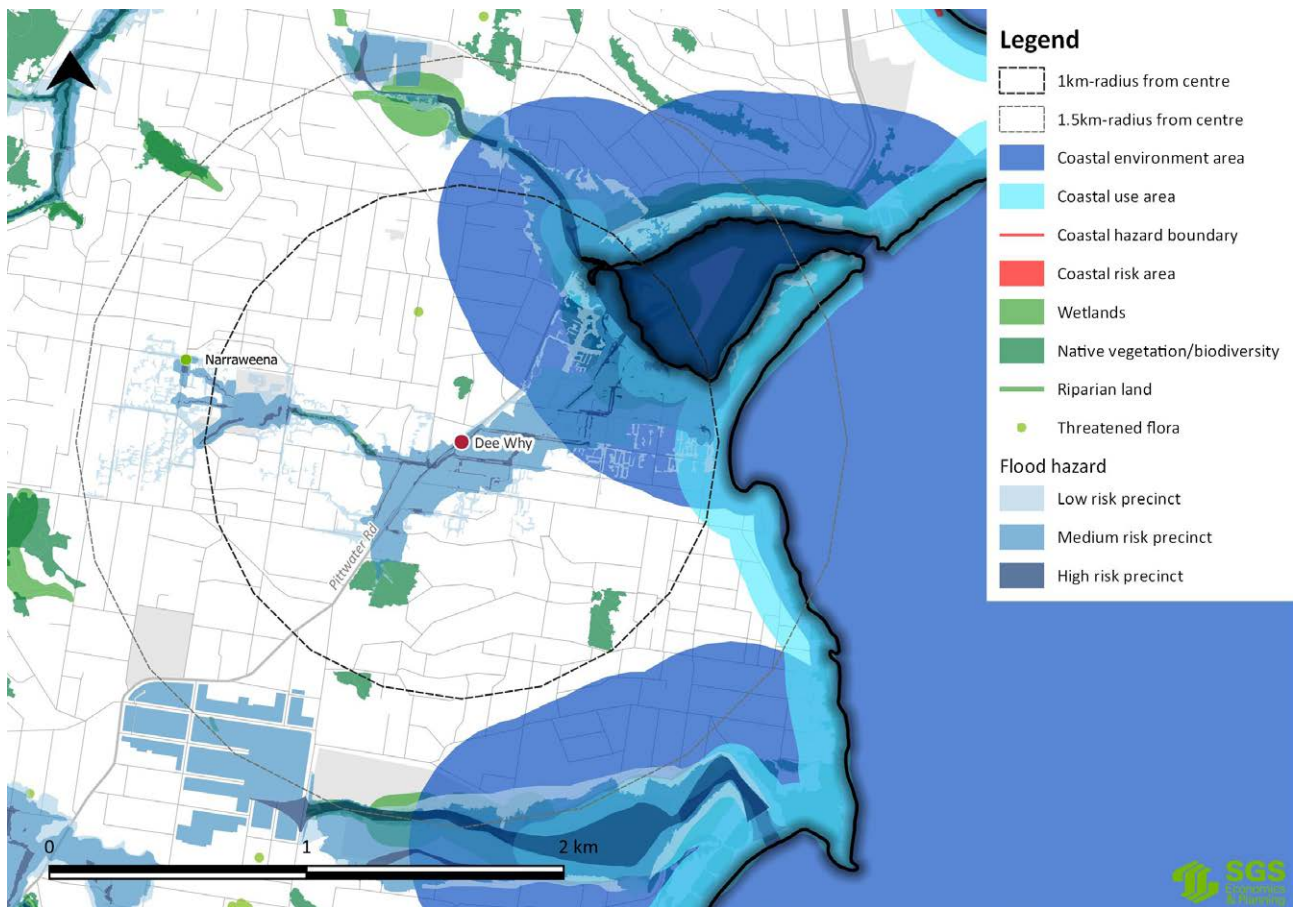 Legend
1km-radius from centre
1.5km-radius from centre
Coastal environment area
Coastal use area
Coastal hazard boundary
Coastal risk area
Wetlands
Native vegetation/biodiversity
Riparian land
Threatened flora
Flood hazard
Low risk precinct
Medium risk precinct
High risk precinct
Narraweena
Dee Why
Pittwater Rd
0 1 2 km
SGS
Economics
& Planning